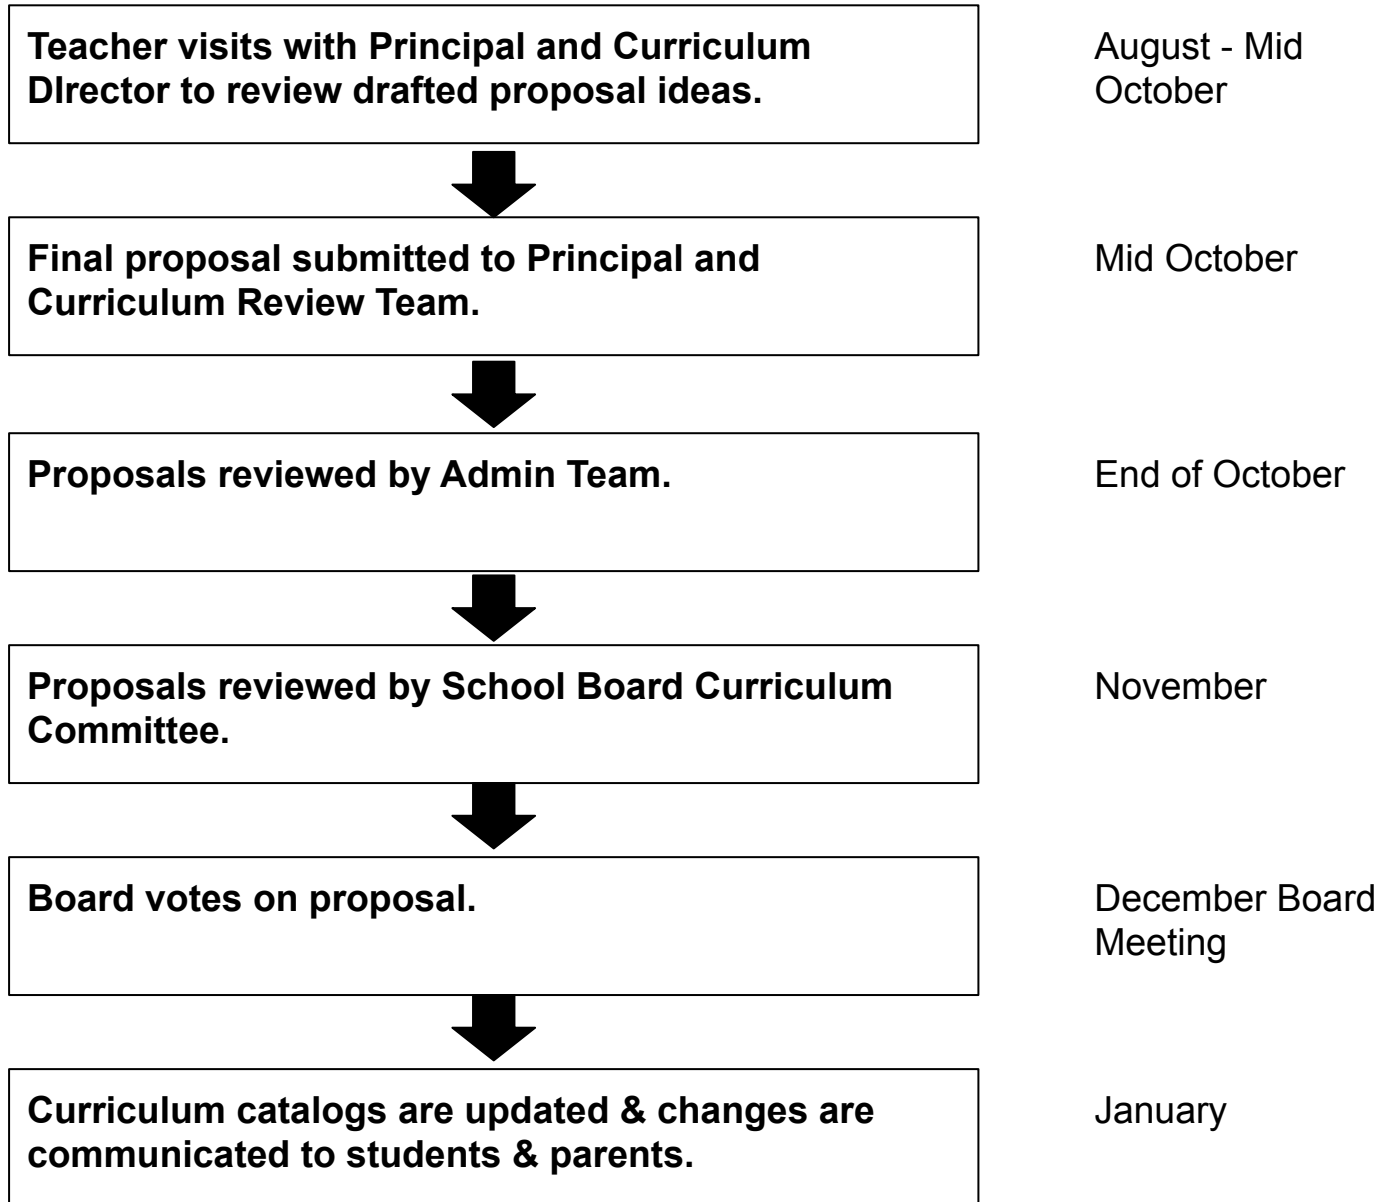 Teacher visits with Principal and Curriculum
DIrector to review drafted proposal ideas.
August - Mid
October
Final proposal submitted to Principal and
Curriculum Review Team.
Mid October
Proposals reviewed by Admin Team.
End of October
Proposals reviewed by School Board Curriculum
Committee.
November
Board votes on proposal.
December Board
Meeting
Curriculum catalogs are updated & changes are
communicated to students & parents.
January